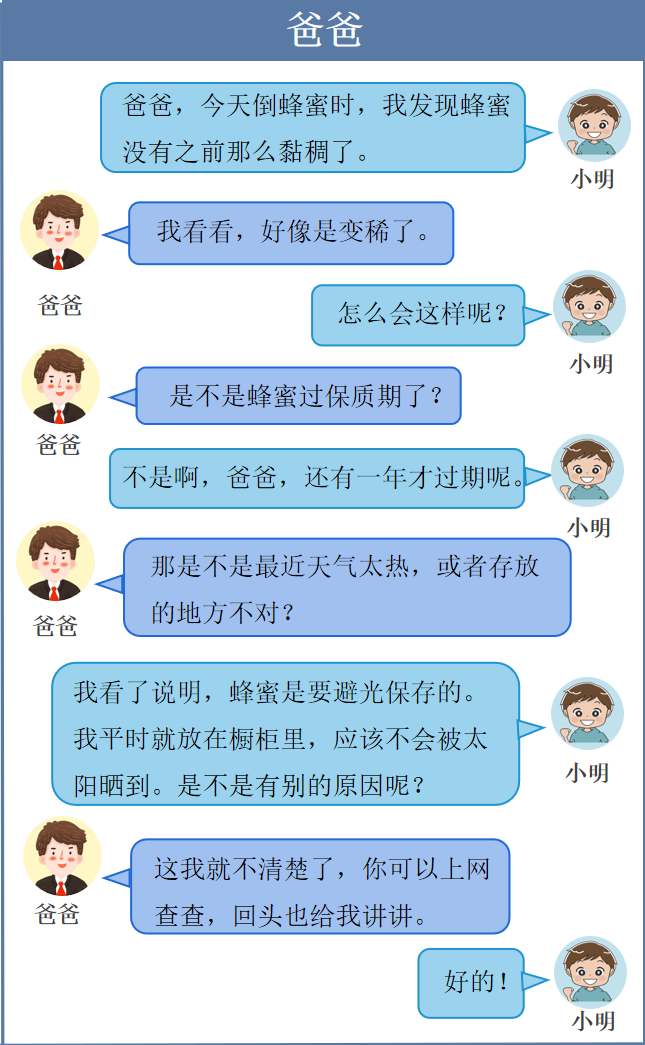 爸爸
爸爸，今天倒蜂蜜时，我发现蜂蜜
没有之前那么黏稠了。
小明
我看看，好像是变稀了。
爸爸
怎么会这样呢？
小明
是不是蜂蜜过保质期了？
爸爸
不是啊，爸爸，还有一年才过期呢。
小明
那是不是最近天气太热，或者存放
的地方不对？
爸爸
我看了说明，蜂蜜是要避光保存的。
我平时就放在橱柜里，应该不会被太
阳晒到。是不是有别的原因呢？
小明
这我就不清楚了，你可以上网
查查，回头也给我讲讲。
爸爸
好的！
小明